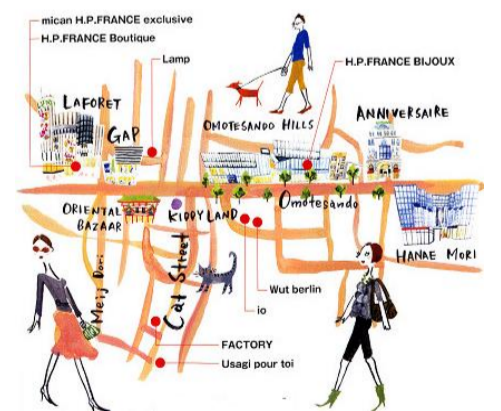 mican H.P.FRANCE exclusive
H.P.FRANCE Boutique
Lamp
H.P.FRANCE BIJOUX
LAFORET
GAP
OMOTESANDO HILLS
ANNIVERSAIRE
ORIENTAL
BAZAAR
KIDDY LAND
Omotesando
HANAE MORI
Meiji Dori
Cat Street
Wut berlin
io
FACTORY
Usagi pour toi